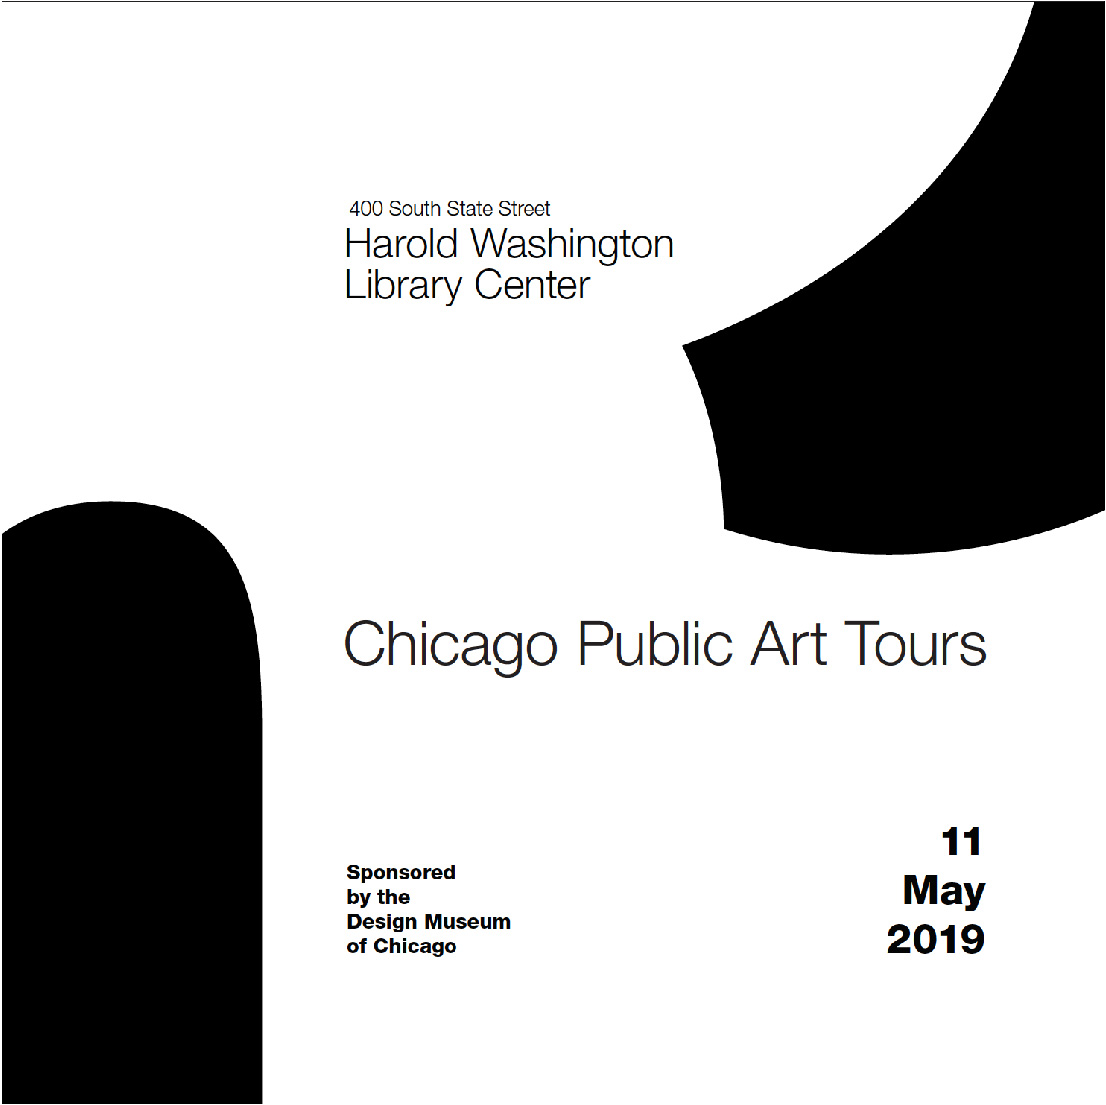 400 South State Street
Harold Washington
Library Center
Chicago Public Art Tours
Sponsored
by the
Design Museum
of Chicago
11
May
2019